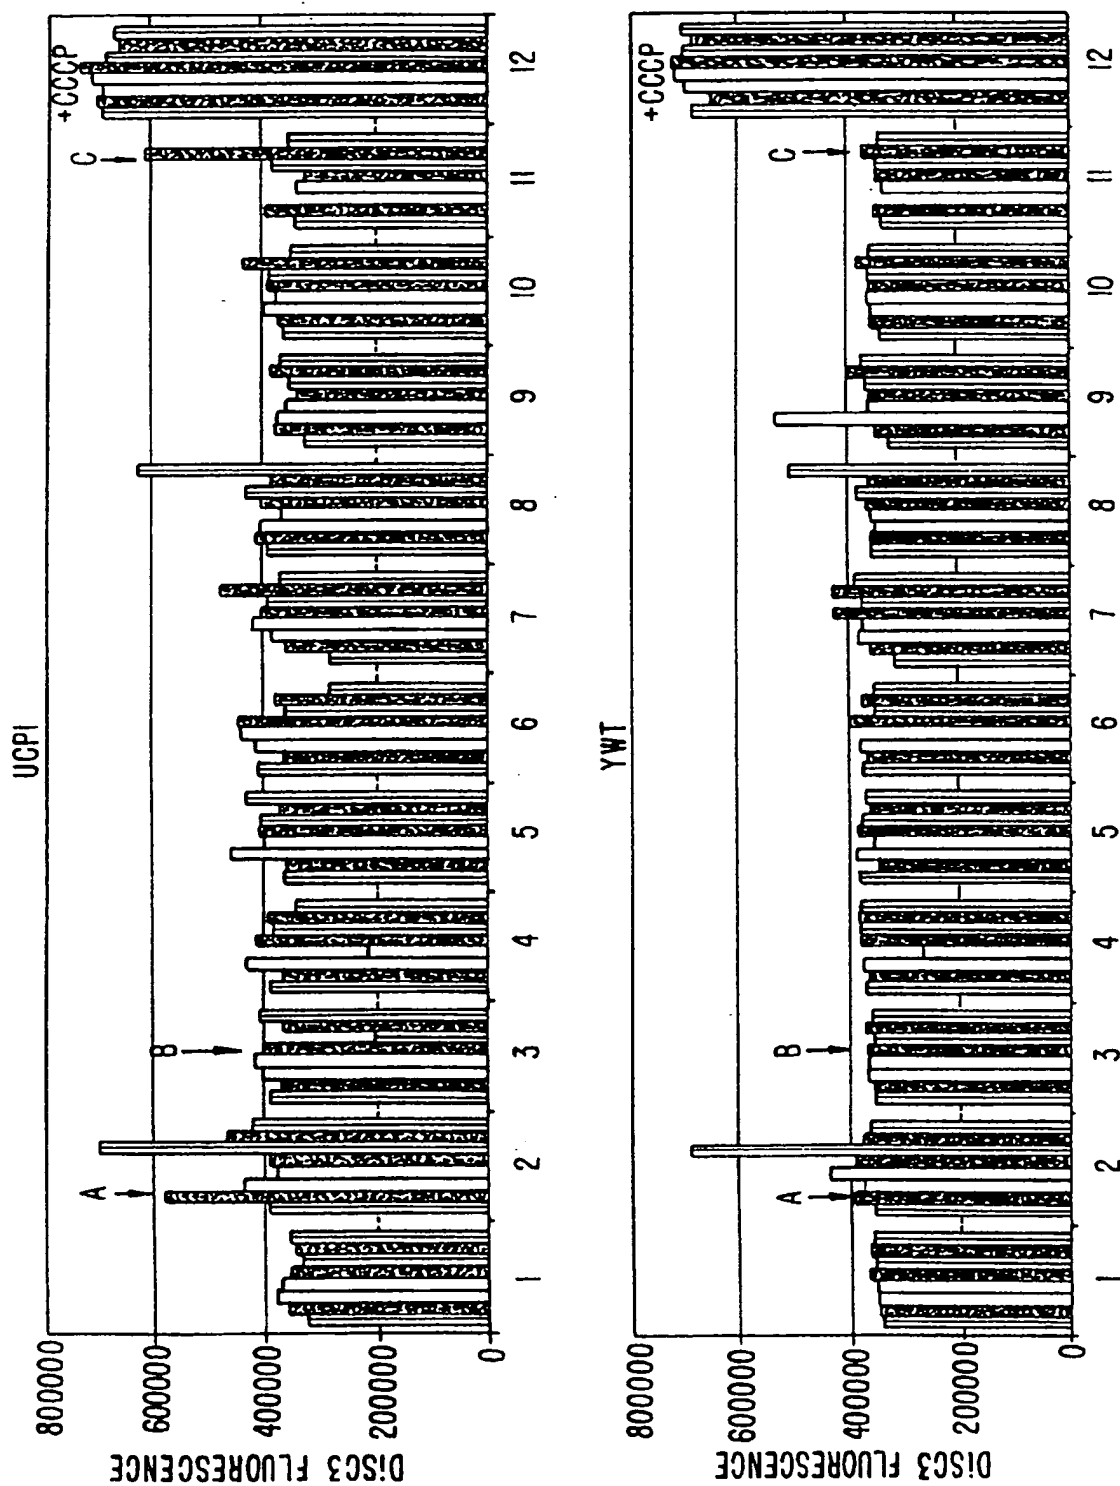 UCP1
DiSC3 FLUORESCENCE
800000
600000
400000
200000
0
A
B
C
+CCCP
1 2 3 4 5 6 7 8 9 10 11 12
YWT
DiSC3 FLUORESCENCE
800000
600000
400000
200000
0
A
B
C
+CCCP
1 2 3 4 5 6 7 8 9 10 11 12